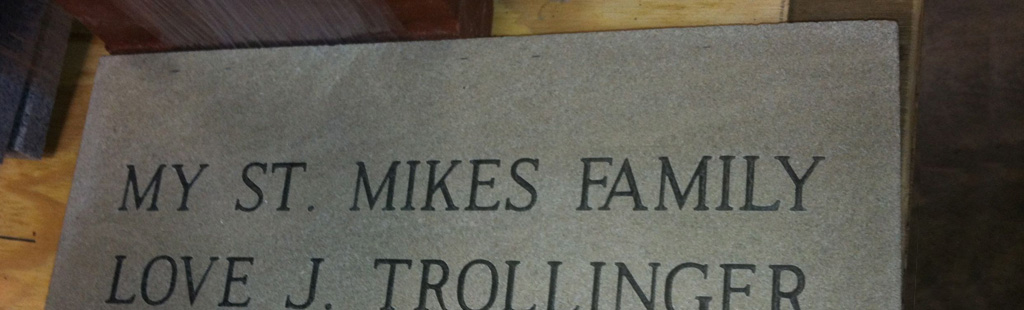 MY ST. MIKES FAMILY
LOVE J. TROLLINGER